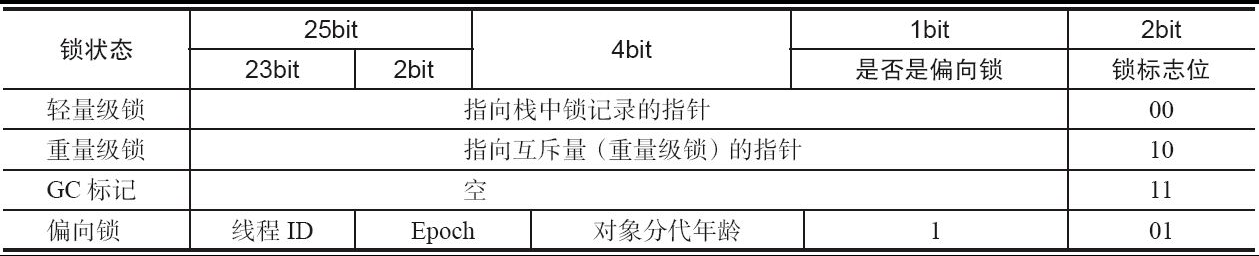 锁状态 25bit 4bit 1bit 2bit
23bit 2bit 是否是偏向锁 锁标志位
轻量级锁 指向栈中锁记录的指针 00
重量级锁 指向互斥量（重量级锁）的指针 10
GC 标记 空 11
偏向锁 线程 ID Epoch 对象分代年龄 1 01